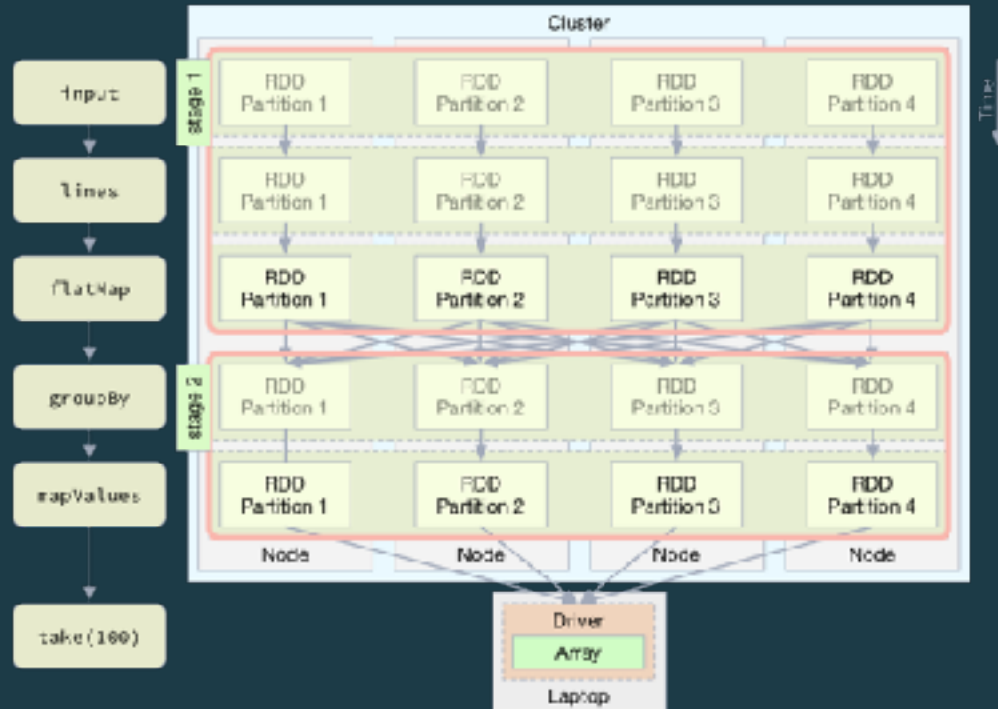 Cluster
input
stage 1
RDD
Partition 1
RDD
Partition 2
RDD
Partition 3
RDD
Partition 4
Time
lines
RDD
Partition 1
RDD
Partition 2
RDD
Partition 3
RDD
Partition 4
flatMap
RDD
Partition 1
RDD
Partition 2
RDD
Partition 3
RDD
Partition 4
groupBy
stage 2
RDD
Partition 1
RDD
Partition 2
RDD
Partition 3
RDD
Partition 4
mapValues
RDD
Partition 1
RDD
Partition 2
RDD
Partition 3
RDD
Partition 4
Node
Node
Node
Node
take(100)
Driver
Array
Laptop